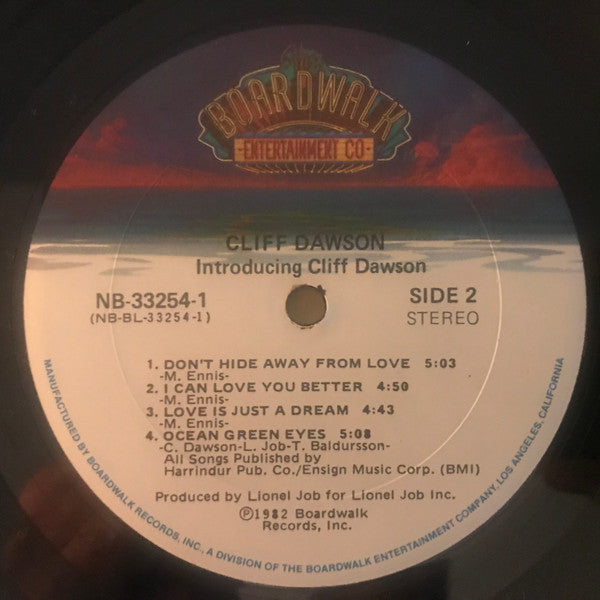 THE
BOARDWALK
ENTERTAINMENT CO
CLIFF DAWSON
Introducing Cliff Dawson
NB-33254-1
(NB-BL-33254-1)
SIDE 2
STEREO
1. DON'T HIDE AWAY FROM LOVE 5:03
-M. Ennis-
2. I CAN LOVE YOU BETTER 4:50
-M. Ennis-
3. LOVE IS JUST A DREAM 4:43
-M. Ennis-
4. OCEAN GREEN EYES 5:08
-C. Dawson-L. Job-T. Baldursson-
All Songs Published by
Harrindur Pub. Co./Ensign Music Corp. (BMI)
Produced by Lionel Job for Lionel Job Inc.
℗1982 Boardwalk
Records, Inc.
MANUFACTURED BY BOARDWALK RECORDS, INC., A DIVISION OF THE BOARDWALK ENTERTAINMENT COMPANY, LOS ANGELES, CALIFORNIA